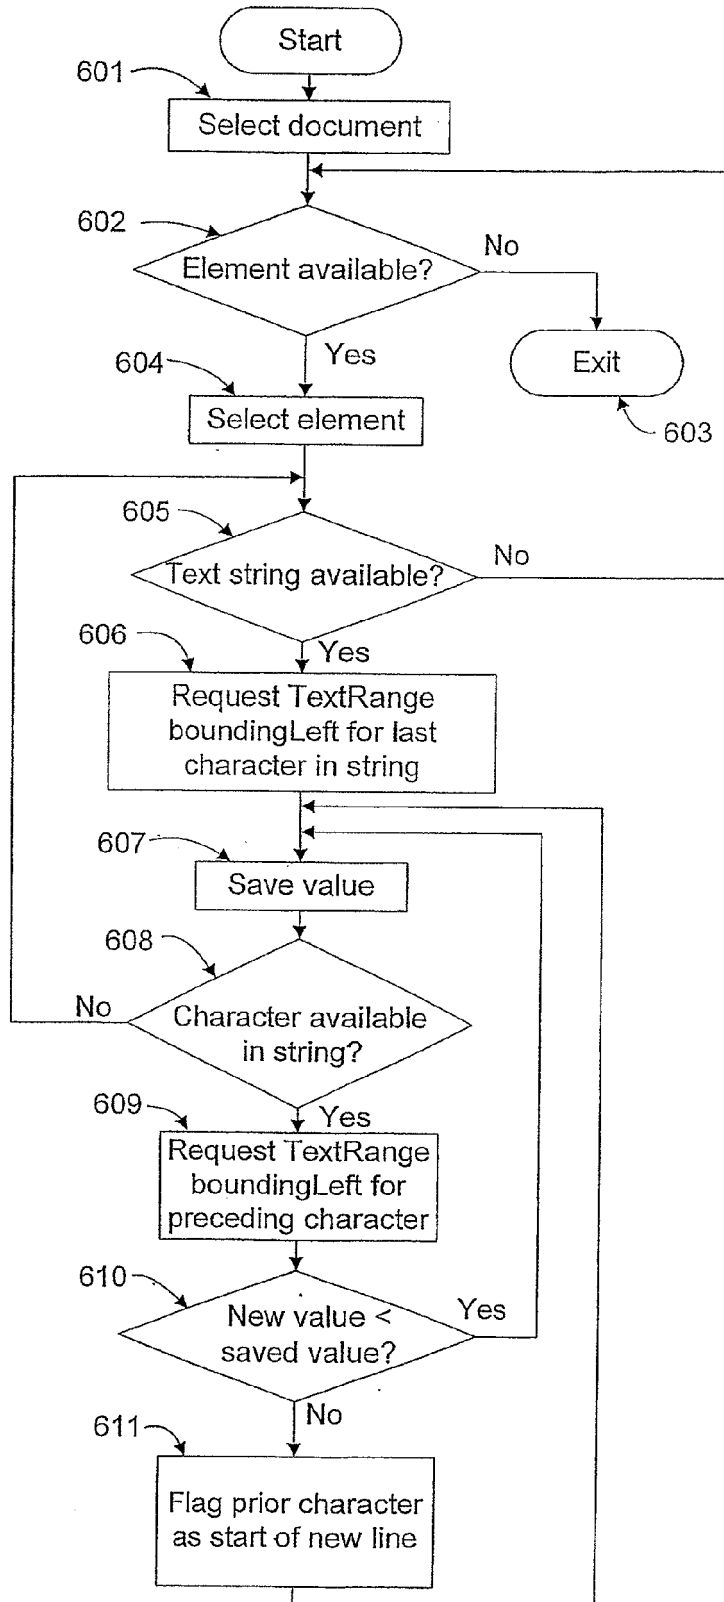 Start
601
Select document
602
Element available?
No
Yes
Exit
603
604
Select element
605
Text string available?
No
Yes
606
Request TextRange
boundingLeft for last
character in string
607
Save value
608
Character available
in string?
No
Yes
609
Request TextRange
boundingLeft for
preceding character
610
New value <
saved value?
Yes
No
611
Flag prior character
as start of new line